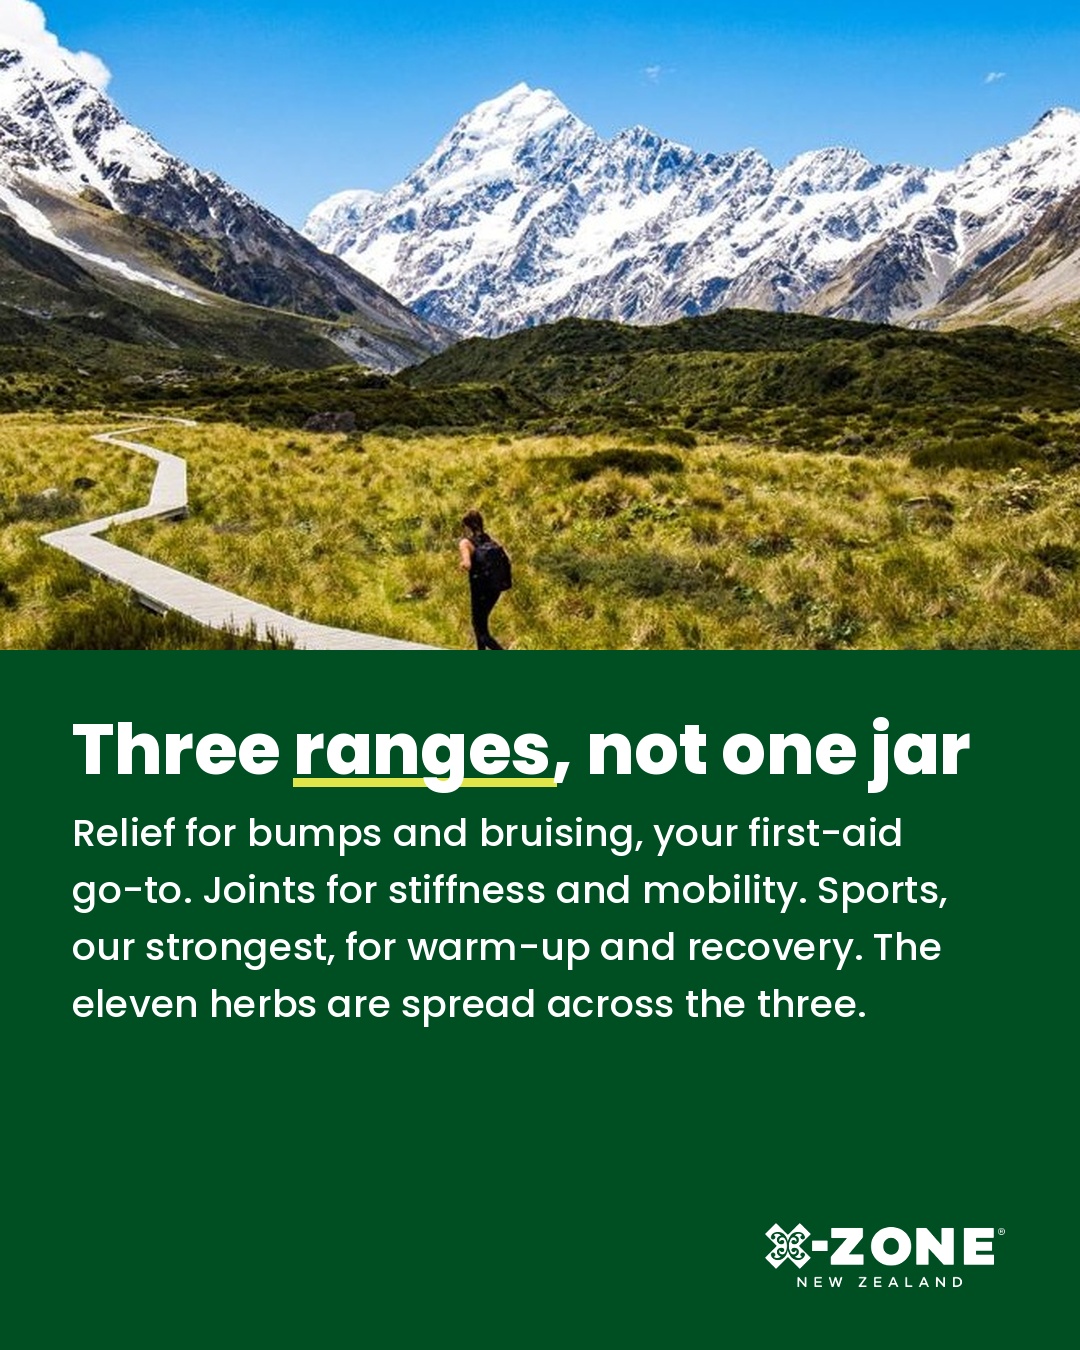 Three ranges, not one jar
Relief for bumps and bruising, your first-aid
go-to. Joints for stiffness and mobility. Sports,
our strongest, for warm-up and recovery. The
eleven herbs are spread across the three.
X-ZONE®
NEW ZEALAND